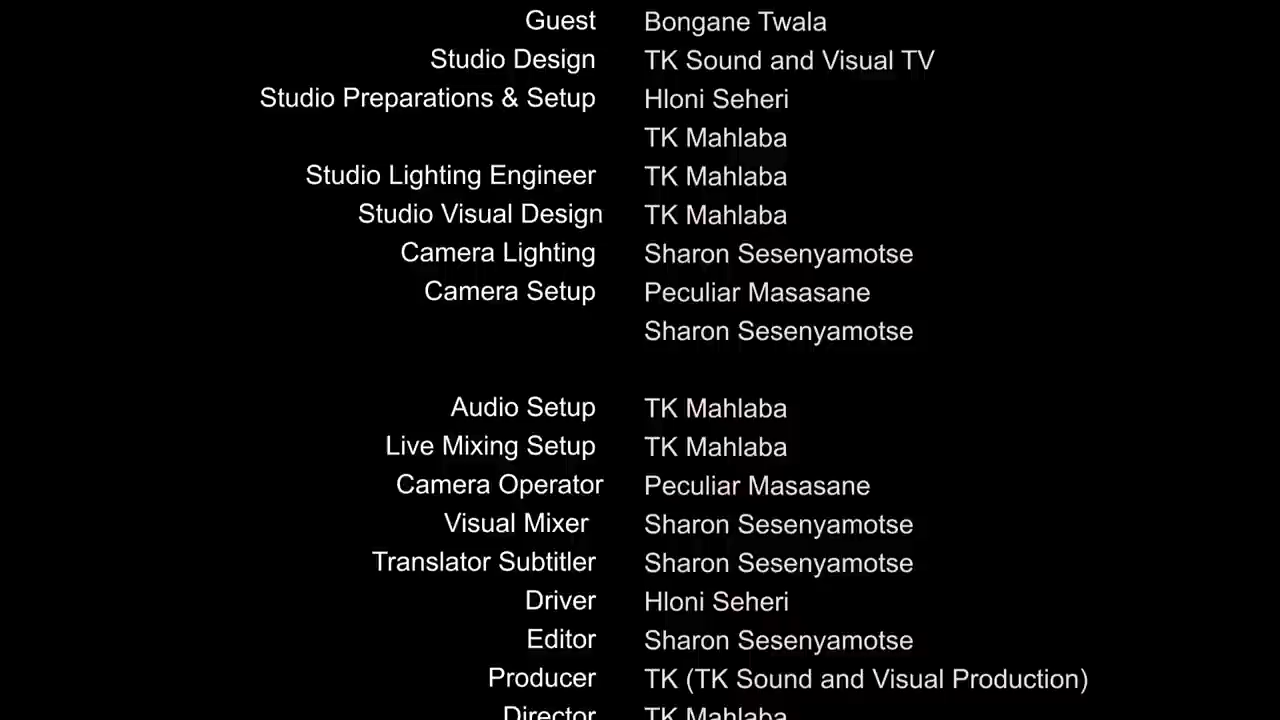 Guest Bongane Twala
Studio Design TK Sound and Visual TV
Studio Preparations & Setup Hloni Seheri
TK Mahlaba
Studio Lighting Engineer TK Mahlaba
Studio Visual Design TK Mahlaba
Camera Lighting Sharon Sesenyamotse
Camera Setup Peculiar Masasane
Sharon Sesenyamotse
Audio Setup TK Mahlaba
Live Mixing Setup TK Mahlaba
Camera Operator Peculiar Masasane
Visual Mixer Sharon Sesenyamotse
Translator Subtitler Sharon Sesenyamotse
Driver Hloni Seheri
Editor Sharon Sesenyamotse
Producer TK (TK Sound and Visual Production)
Director TK Mahlaba